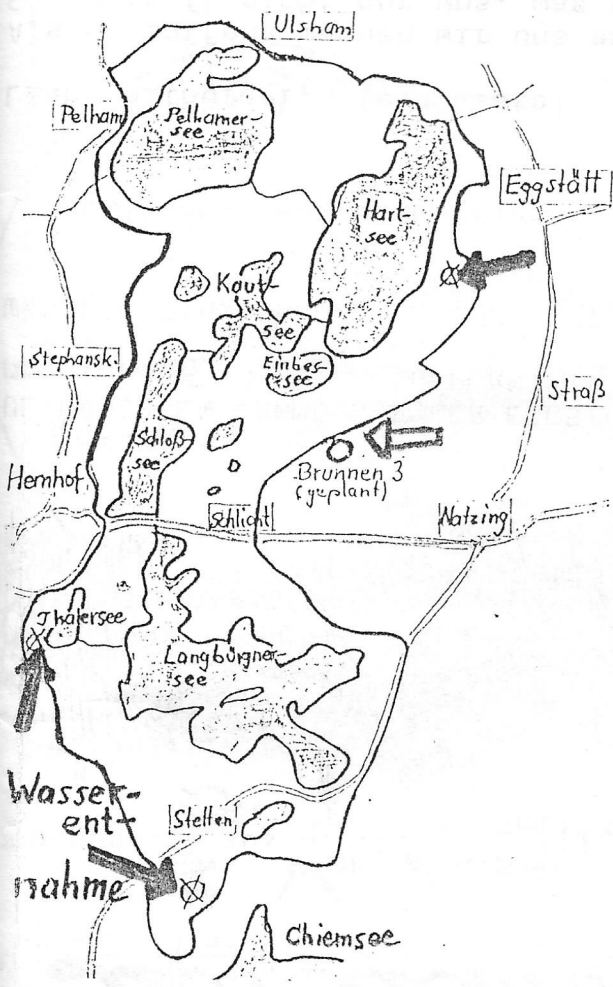 Ulsham
Pelham
Pelhamer-
see
Eggstätt
Hart-
see
Kaut-
see
Stephansk.
Einbes-
see
Straß
Schloß-
see
Hemhof
Brunnen 3
(geplant)
Schlicht
Natzing
Thalersee
Langbürgner-
see
Wasser-
ent-
nahme
Stetten
Chiemsee